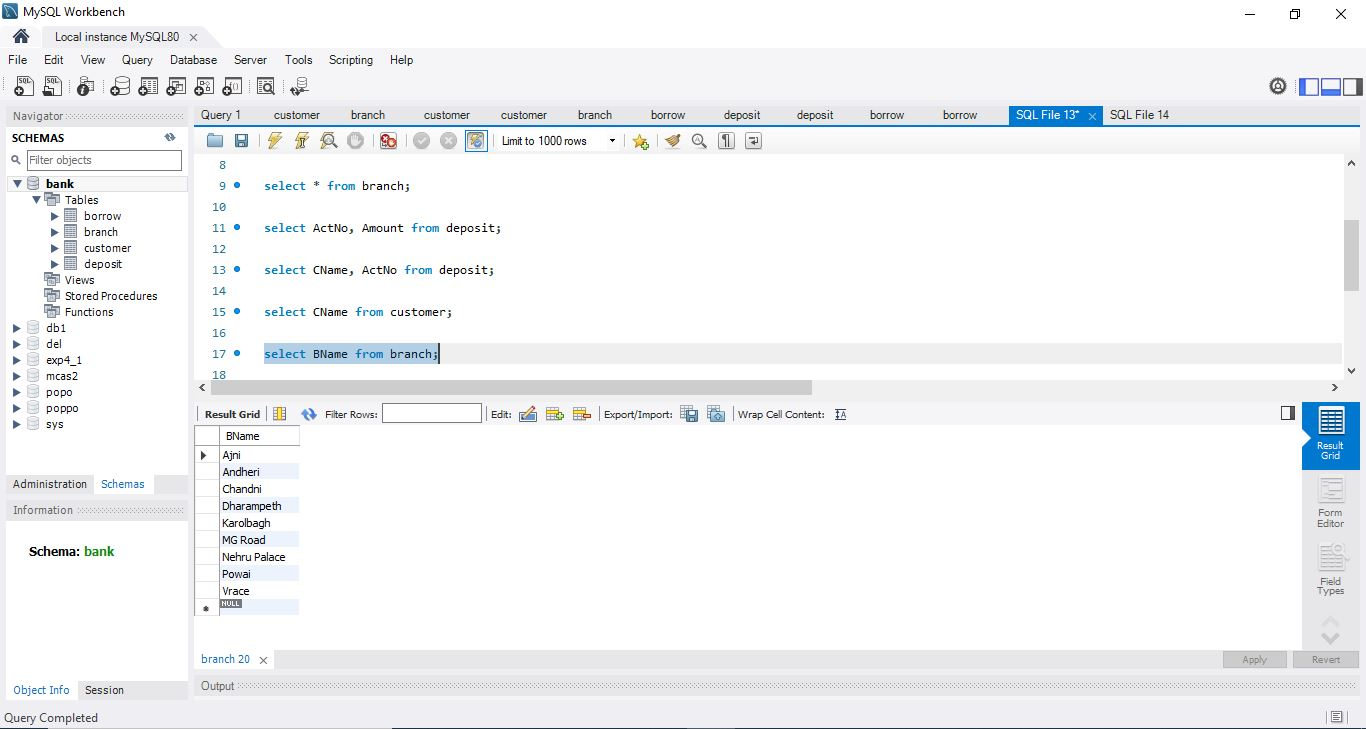 MySQL Workbench
Local instance MySQL80
File Edit View Query Database Server Tools Scripting Help
Navigator
SCHEMAS
Filter objects
bank
Tables
borrow
branch
customer
deposit
Views
Stored Procedures
Functions
db1
del
exp4_1
mcas2
popo
poppo
sys
Administration Schemas
Information
Schema: bank
Object Info Session
Query 1 customer branch customer customer branch borrow deposit deposit borrow borrow SQL File 13* SQL File 14
Limit to 1000 rows
8
9 select * from branch;
10
11 select ActNo, Amount from deposit;
12
13 select CName, ActNo from deposit;
14
15 select CName from customer;
16
17 select BName from branch;
18
Result Grid Filter Rows: Edit: Export/Import: Wrap Cell Content:
BName
Ajni
Andheri
Chandni
Dharampeth
Karolbagh
MG Road
Nehru Palace
Powai
Vrace
NULL
Result
Grid
Form
Editor
Field
Types
branch 20
Apply Revert
Output
Query Completed